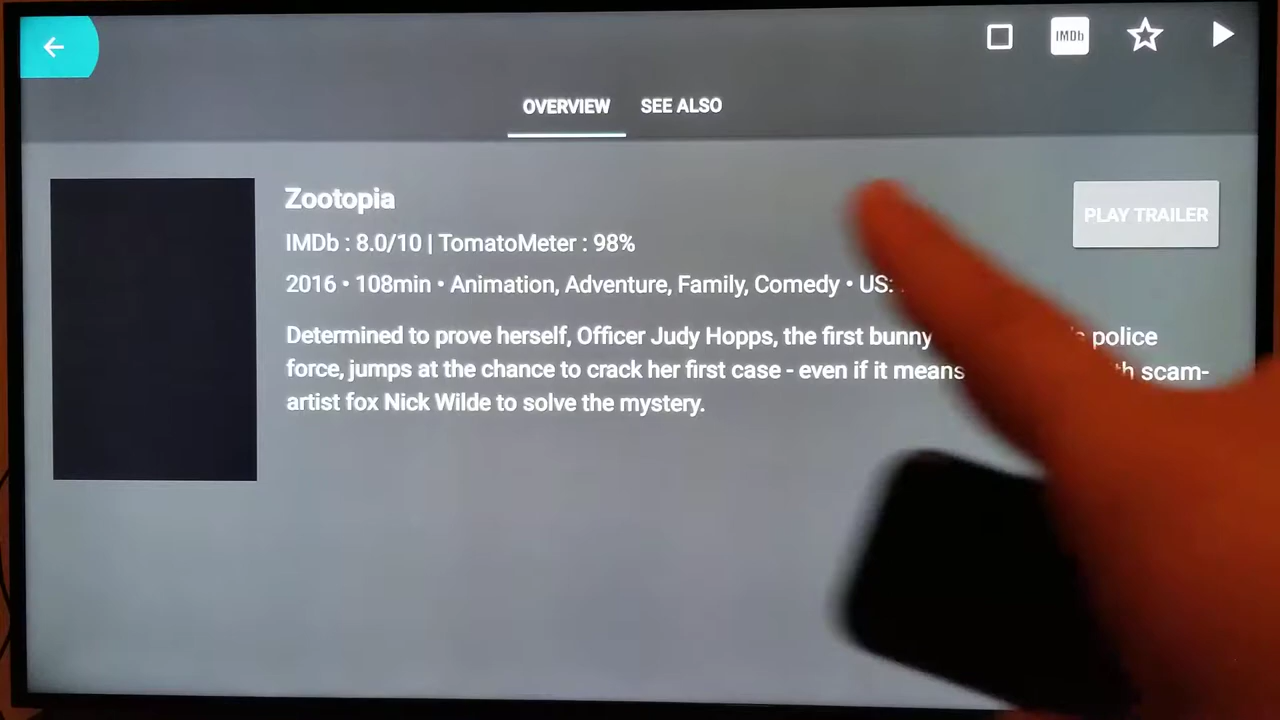 IMDb
OVERVIEW SEE ALSO
Zootopia
IMDb : 8.0/10 | TomatoMeter : 98%
PLAY TRAILER
2016 • 108min • Animation, Adventure, Family, Comedy • US:
Determined to prove herself, Officer Judy Hopps, the first bunny police
force, jumps at the chance to crack her first case - even if it means scam-
artist fox Nick Wilde to solve the mystery.